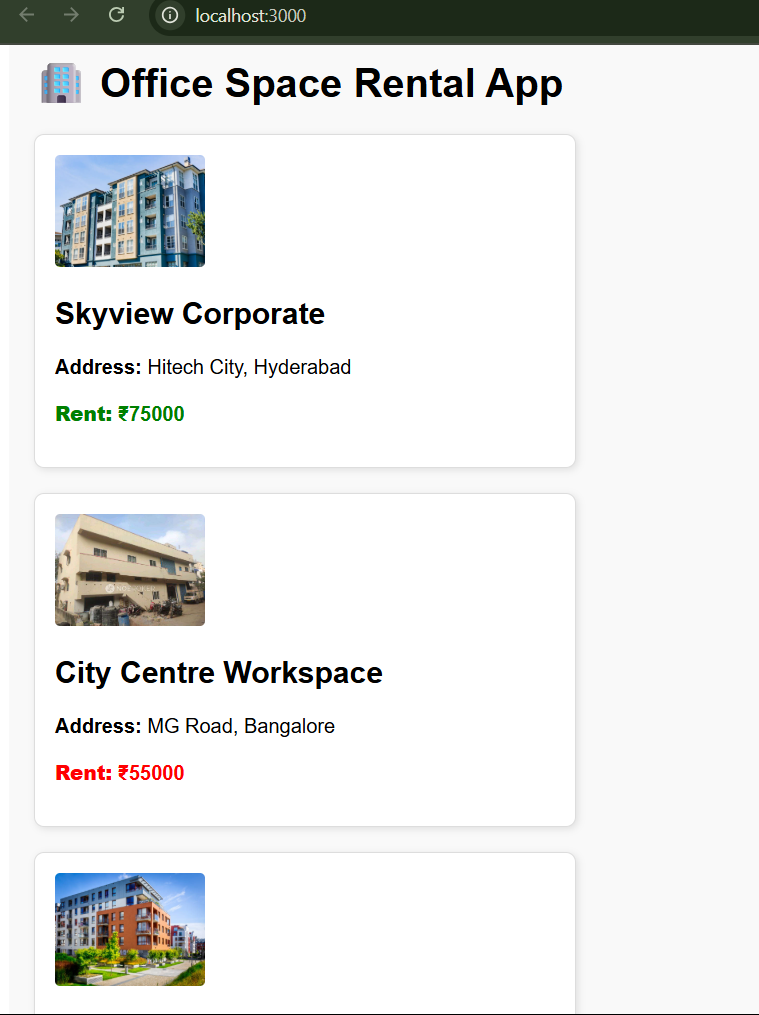 localhost:3000
Office Space Rental App
Skyview Corporate
Address: Hitech City, Hyderabad
Rent: ₹75000
City Centre Workspace
Address: MG Road, Bangalore
Rent: ₹55000